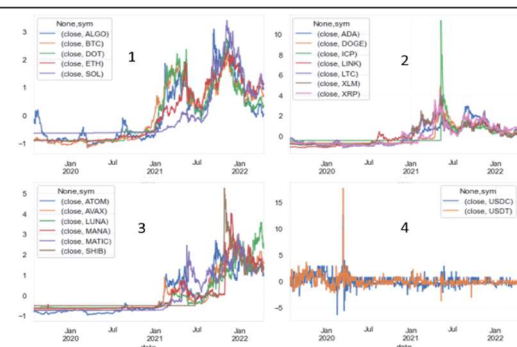 None,sym
(close, ALGO)
(close, BTC)
(close, DOT)
(close, ETH)
(close, SOL)
1
3
2
1
0
−1
Jan
2020
Jul
Jan
2021
Jul
Jan
2022
None,sym
(close, ADA)
(close, DOGE)
(close, ICP)
(close, LINK)
(close, LTC)
(close, XLM)
(close, XRP)
2
10
8
6
4
2
0
Jan
2020
Jul
Jan
2021
Jul
Jan
2022
None,sym
(close, ATOM)
(close, AVAX)
(close, LUNA)
(close, MANA)
(close, MATIC)
(close, SHIB)
3
5
4
3
2
1
0
−1
Jan
2020
Jul
Jan
2021
Jul
Jan
2022
None,sym
(close, USDC)
(close, USDT)
4
15
10
5
0
−5
Jan
2020
Jul
Jan
2021
Jul
Jan
2022